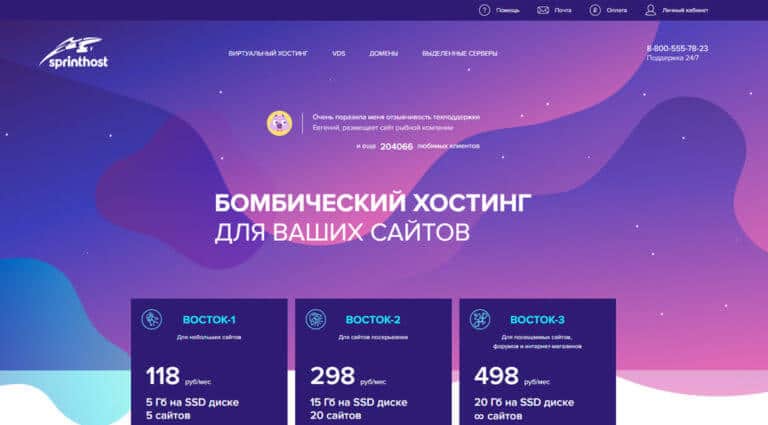 Помощь
Почта
Оплата
Личный кабинет
sprinthost
ВИРТУАЛЬНЫЙ ХОСТИНГ
VDS
ДОМЕНЫ
ВЫДЕЛЕННЫЕ СЕРВЕРЫ
8-800-555-78-23
Поддержка 24/7
Очень поразила меня отзывчивость техподдержки
Евгений, размещает сайт рыбной компании
и еще 204066 любимых клиентов
БОМБИЧЕСКИЙ ХОСТИНГ
ДЛЯ ВАШИХ САЙТОВ
ВОСТОК-1
Для небольших сайтов
118 руб/мес
5 Гб на SSD диске
5 сайтов
ВОСТОК-2
Для сайтов посерьезнее
298 руб/мес
15 Гб на SSD диске
20 сайтов
ВОСТОК-3
Для посещаемых сайтов,
форумов и интернет-магазинов
498 руб/мес
20 Гб на SSD диске
∞ сайтов